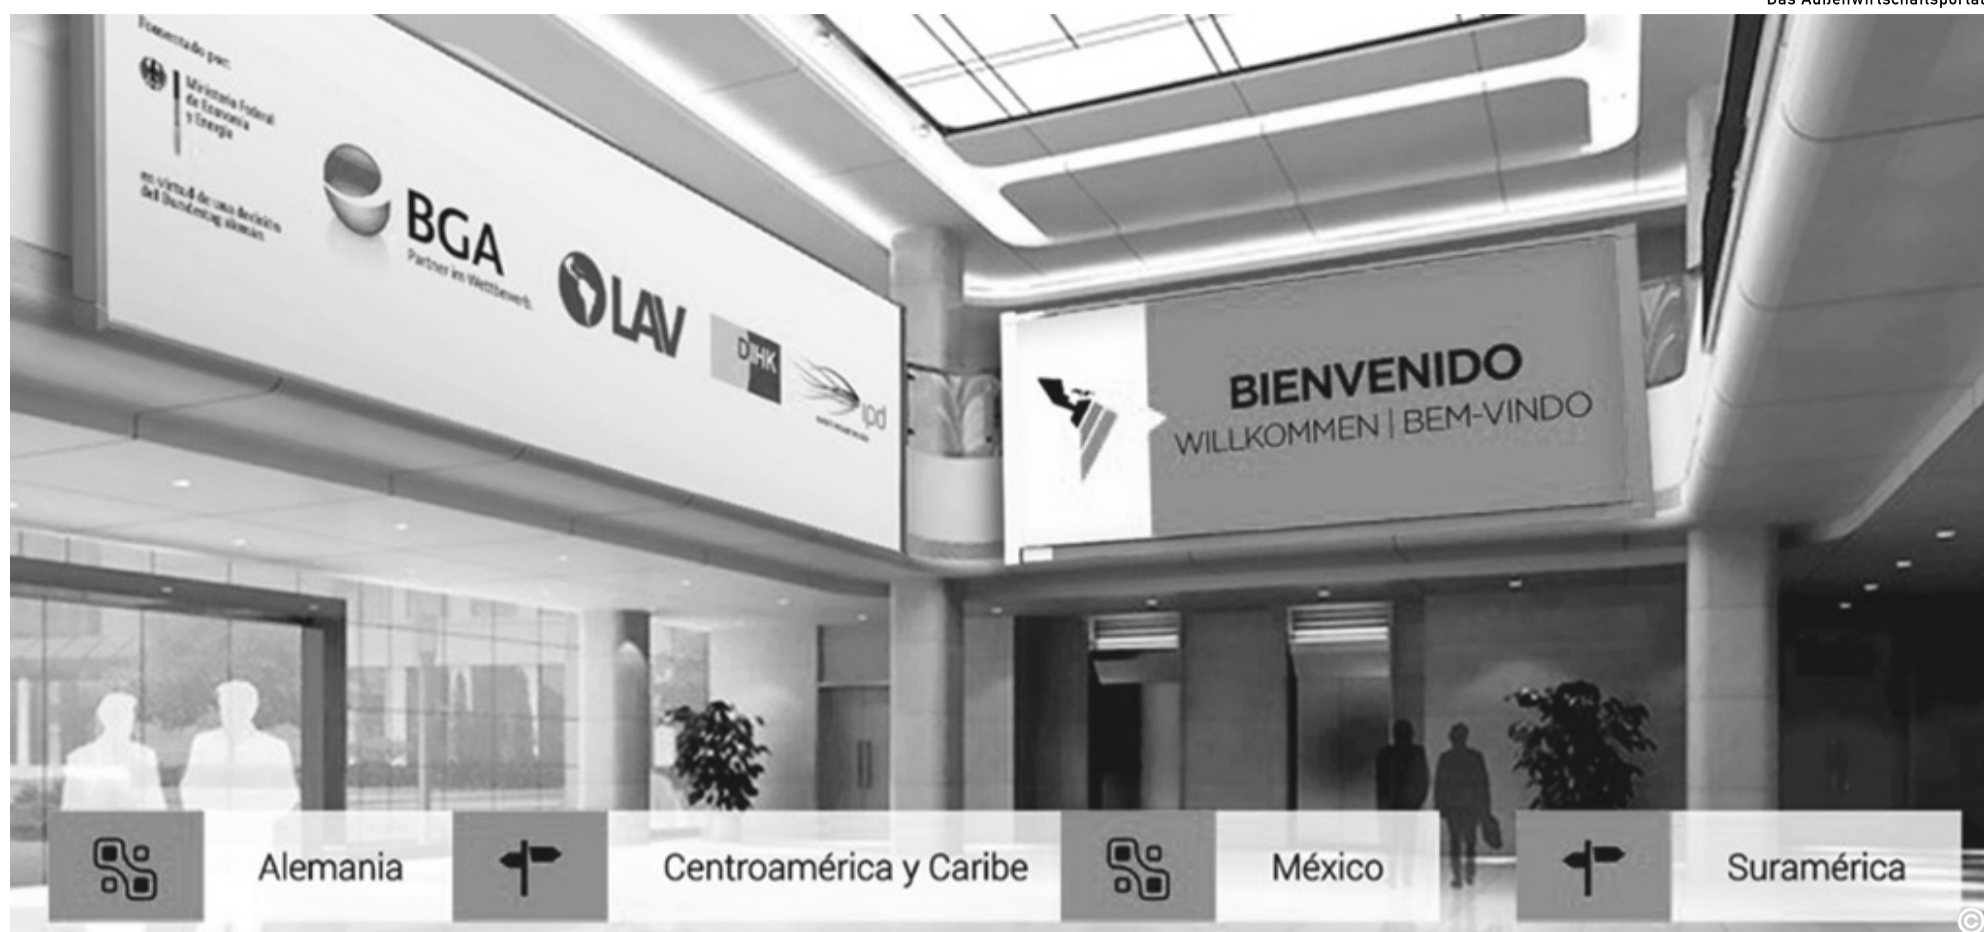 Das Außenwirtschaftsportal
Fomentado por:
Ministerio Federal
de Economía
y Energía
en virtud de una decisión
del Bundestag alemán
BGA
Partner im Wettbewerb.
LAV
DIHK
ipd
BIENVENIDO
WILLKOMMEN | BEM-VINDO
Alemania
Centroamérica y Caribe
México
Suramérica
©